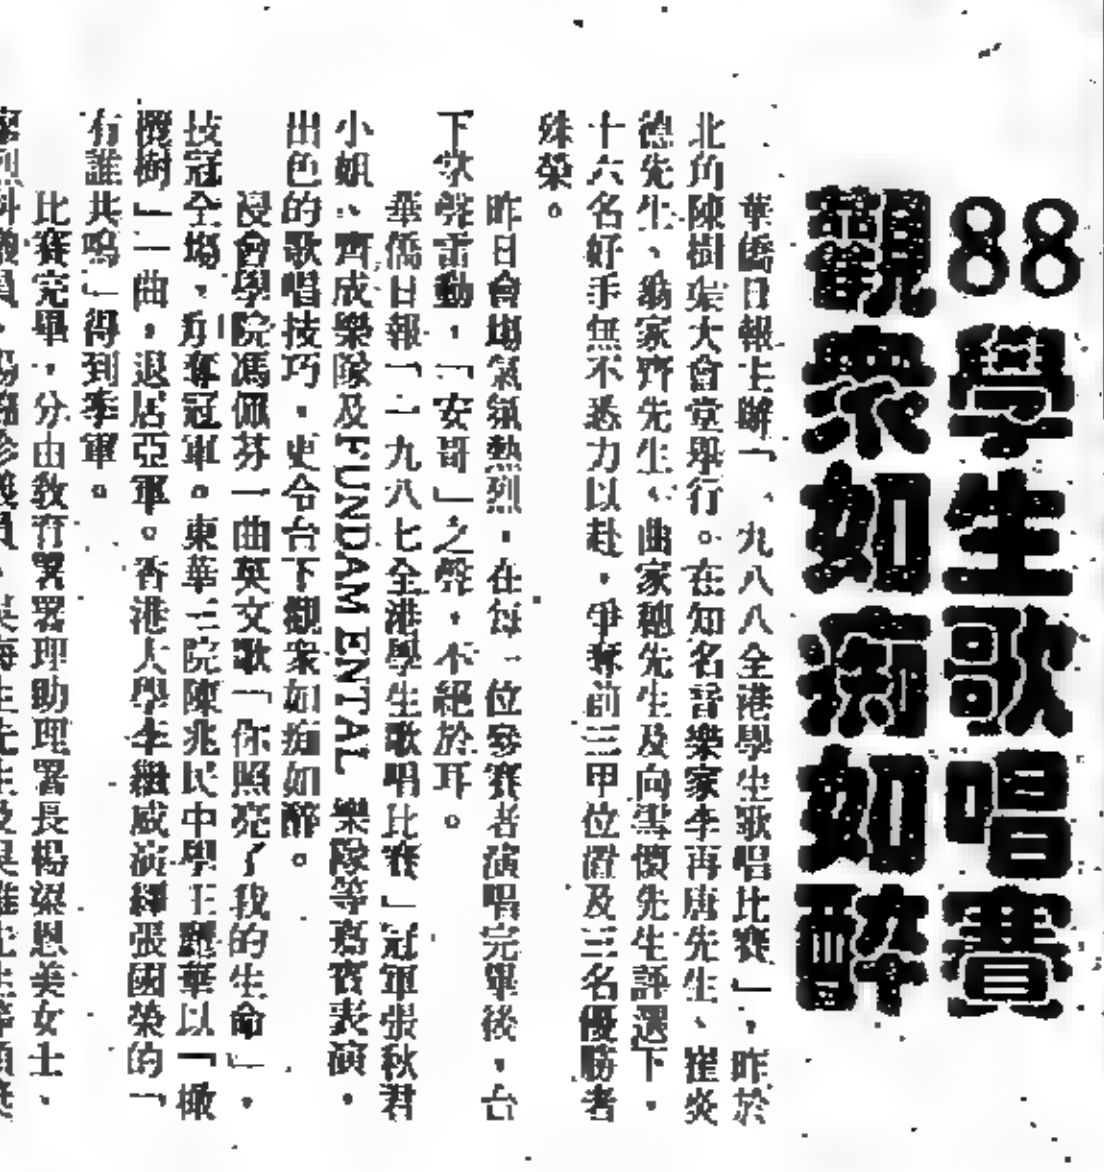 88學生歌唱賽
觀衆如痴如醉
華僑日報主辦「一九八八全港學生歌唱比賽」，昨於
北角陳樹渠大會堂舉行。在知名音樂家李再唐先生、崔炎
德先生、翁家齊先生、曲家聰先生及向雪懷先生評選下，
十六名好手無不悉力以赴，爭奪前三甲位置及三名優勝者
殊榮。
昨日會場氣氛熱烈，在每一位參賽者演唱完畢後，台
下掌聲雷動，「安哥」之聲，不絕於耳。
華僑日報「一九八七全港學生歌唱比賽」冠軍張秋君
小姐、齊成樂隊及FUNDAMENTAL 樂隊等嘉賓表演，
出色的歌唱技巧，更令台下觀衆如痴如醉。
浸會學院馮佩芬一曲英文歌「你照亮了我的生命」，
技冠全場，勇奪冠軍。東華三院陳兆民中學王麗華以「橄
欖樹」一曲，退居亞軍。香港大學李繼威演繹張國榮的「
有誰共鳴」得到季軍。
比賽完畢，分由敎育署署理助理署長楊梁恩美女士、